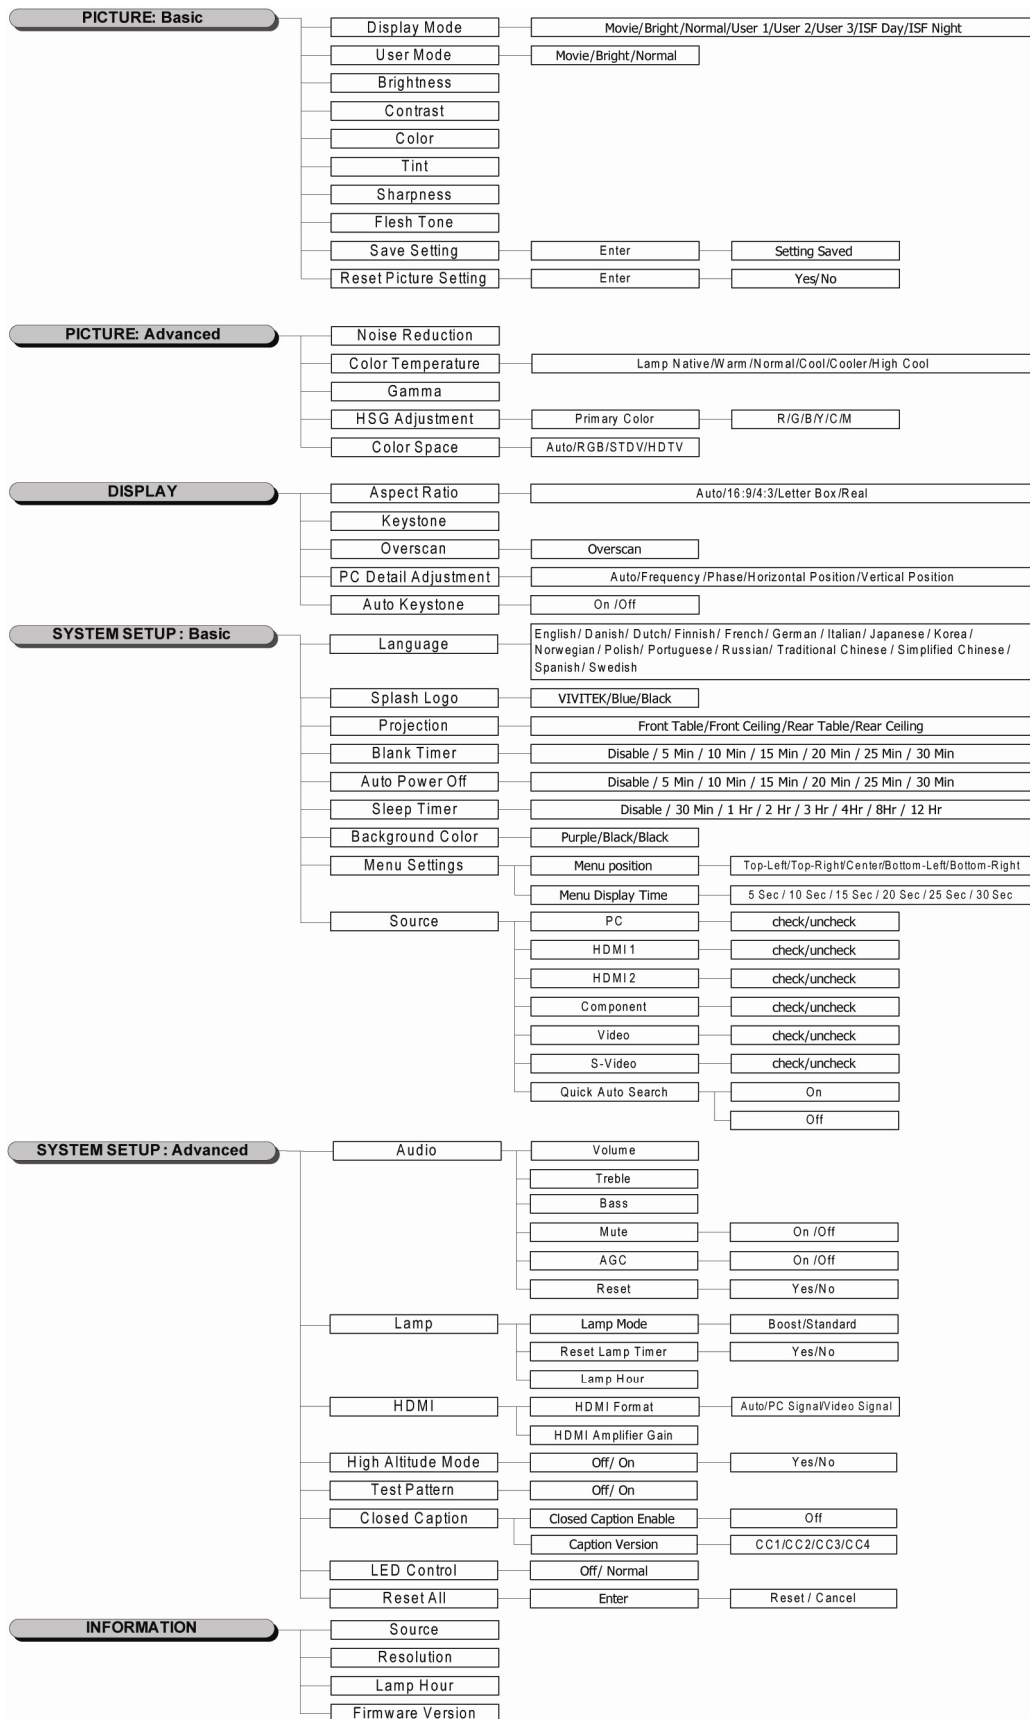 PICTURE: Basic
Display Mode
Movie/Bright/Normal/User 1/User 2/User 3/ISF Day/ISF Night
User Mode
Movie/Bright/Normal
Brightness
Contrast
Color
Tint
Sharpness
Flesh Tone
Save Setting
Enter
Setting Saved
Reset Picture Setting
Enter
Yes/No
PICTURE: Advanced
Noise Reduction
Color Temperature
Lamp Native/Warm/Normal/Cool/Cooler/High Cool
Gamma
HSG Adjustment
Primary Color
R/G/B/Y/C/M
Color Space
Auto/RGB/STDV/HDTV
DISPLAY
Aspect Ratio
Auto/16:9/4:3/Letter Box/Real
Keystone
Overscan
Overscan
PC Detail Adjustment
Auto/Frequency/Phase/Horizontal Position/Vertical Position
Auto Keystone
On /Off
SYSTEM SETUP : Basic
Language
English/ Danish/ Dutch/ Finnish/ French/ German / Italian/ Japanese / Korea /
Norwegian / Polish/ Portuguese / Russian/ Traditional Chinese / Simplified Chinese /
Spanish/ Swedish
Splash Logo
VIVITEK/Blue/Black
Projection
Front Table/Front Ceiling/Rear Table/Rear Ceiling
Blank Timer
Disable / 5 Min / 10 Min / 15 Min / 20 Min / 25 Min / 30 Min
Auto Power Off
Disable / 5 Min / 10 Min / 15 Min / 20 Min / 25 Min / 30 Min
Sleep Timer
Disable / 30 Min / 1 Hr / 2 Hr / 3 Hr / 4Hr / 8Hr / 12 Hr
Background Color
Purple/Black/Black
Menu Settings
Menu position
Top-Left/Top-Right/Center/Bottom-Left/Bottom-Right
Menu Display Time
5 Sec / 10 Sec / 15 Sec / 20 Sec / 25 Sec / 30 Sec
Source
PC
check/uncheck
HDMI1
check/uncheck
HDMI2
check/uncheck
Component
check/uncheck
Video
check/uncheck
S-Video
check/uncheck
Quick Auto Search
On
Off
SYSTEM SETUP : Advanced
Audio
Volume
Treble
Bass
Mute
On /Off
AGC
On /Off
Reset
Yes/No
Lamp
Lamp Mode
Boost/Standard
Reset Lamp Timer
Yes/No
Lamp Hour
HDMI
HDMI Format
Auto/PC Signal/Video Signal
HDMI Amplifier Gain
High Altitude Mode
Off/ On
Yes/No
Test Pattern
Off/ On
Closed Caption
Closed Caption Enable
Off
Caption Version
CC1/CC2/CC3/CC4
LED Control
Off/ Normal
Reset All
Enter
Reset / Cancel
INFORMATION
Source
Resolution
Lamp Hour
Firmware Version